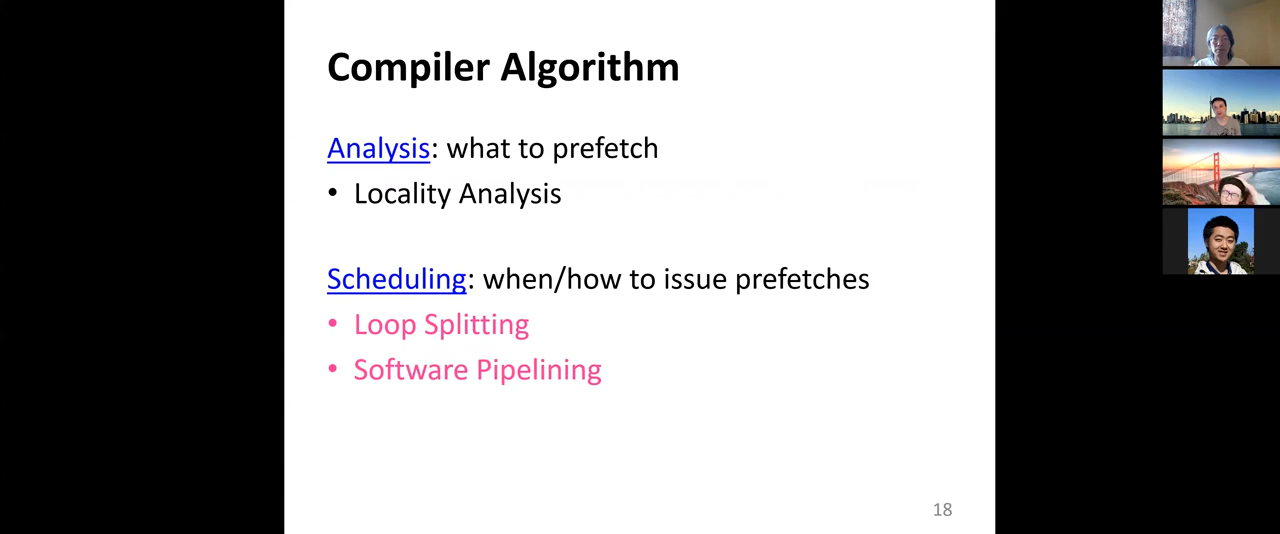 Compiler Algorithm
Analysis: what to prefetch
• Locality Analysis
Scheduling: when/how to issue prefetches
• Loop Splitting
• Software Pipelining
18